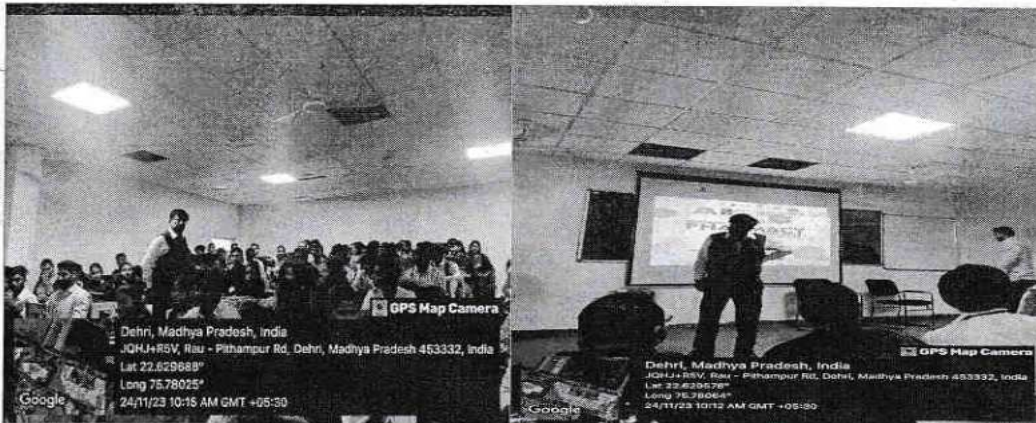 GPS Map Camera
Dehri, Madhya Pradesh, India
JQHJ+R5V, Rau - Pithampur Rd, Dehri, Madhya Pradesh 453332, India
Lat 22.629688°
Long 75.78025°
24/11/23 10:15 AM GMT +05:30
Google
PHARMACY
GPS Map Camera
Dehri, Madhya Pradesh, India
JQHJ+R5V, Rau - Pithampur Rd, Dehri, Madhya Pradesh 453332, India
Lat 22.629578°
Long 75.78064°
24/11/23 10:12 AM GMT +05:30
Google